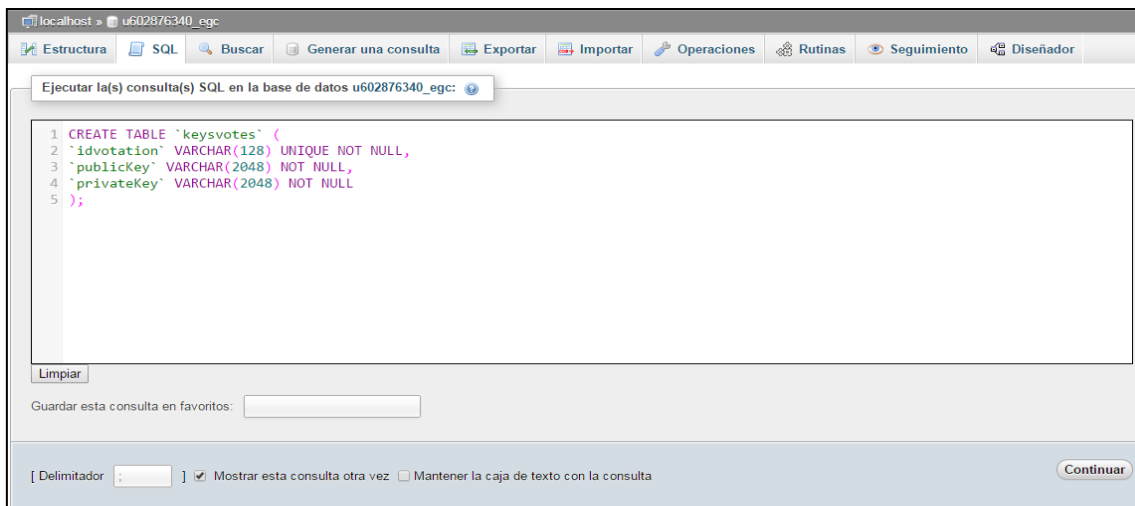 localhost » u602876340_egc
Estructura SQL Buscar Generar una consulta Exportar Importar Operaciones Rutinas Seguimiento Diseñador
Ejecutar la(s) consulta(s) SQL en la base de datos u602876340_egc:
1 CREATE TABLE `keysvotes` (
2 `idvotation` VARCHAR(128) UNIQUE NOT NULL,
3 `publicKey` VARCHAR(2048) NOT NULL,
4 `privateKey` VARCHAR(2048) NOT NULL
5 );
Limpiar
Guardar esta consulta en favoritos:
[ Delimitador ; ] Mostrar esta consulta otra vez Mantener la caja de texto con la consulta
Continuar